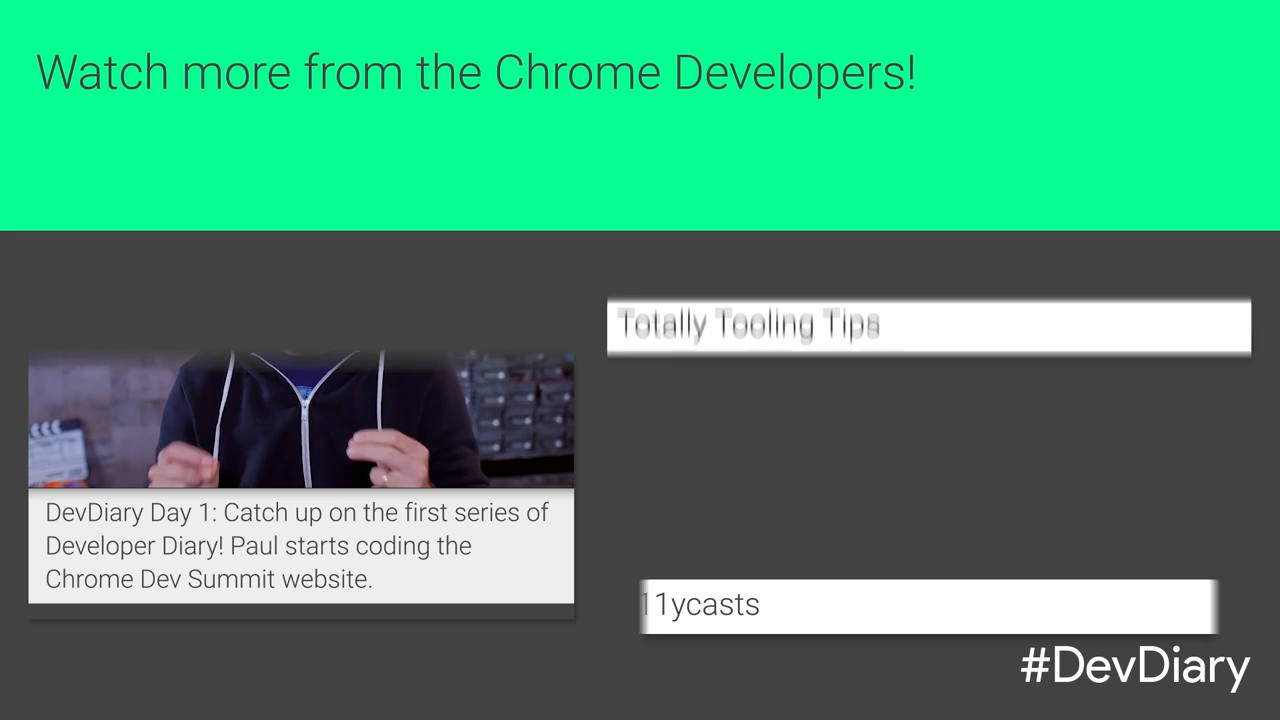 Watch more from the Chrome Developers!
Totally Tooling Tips
DevDiary Day 1: Catch up on the first series of
Developer Diary! Paul starts coding the
Chrome Dev Summit website.
11ycasts
#DevDiary